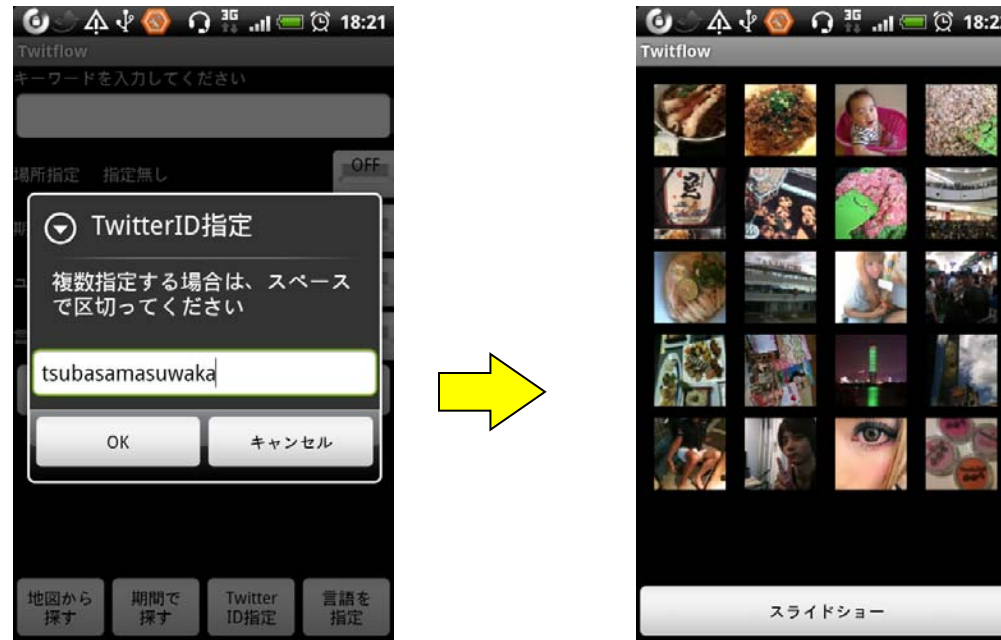 3G
18:21
Twitflow
キーワードを入力してください
場所指定 指定無し
OFF
TwitterID指定
複数指定する場合は、スペース
で区切ってください
tsubasamasuwaka
OK
キャンセル
地図から
探す
期間で
探す
Twitter
ID指定
言語を
指定
3G
18:2
Twitflow
スライドショー